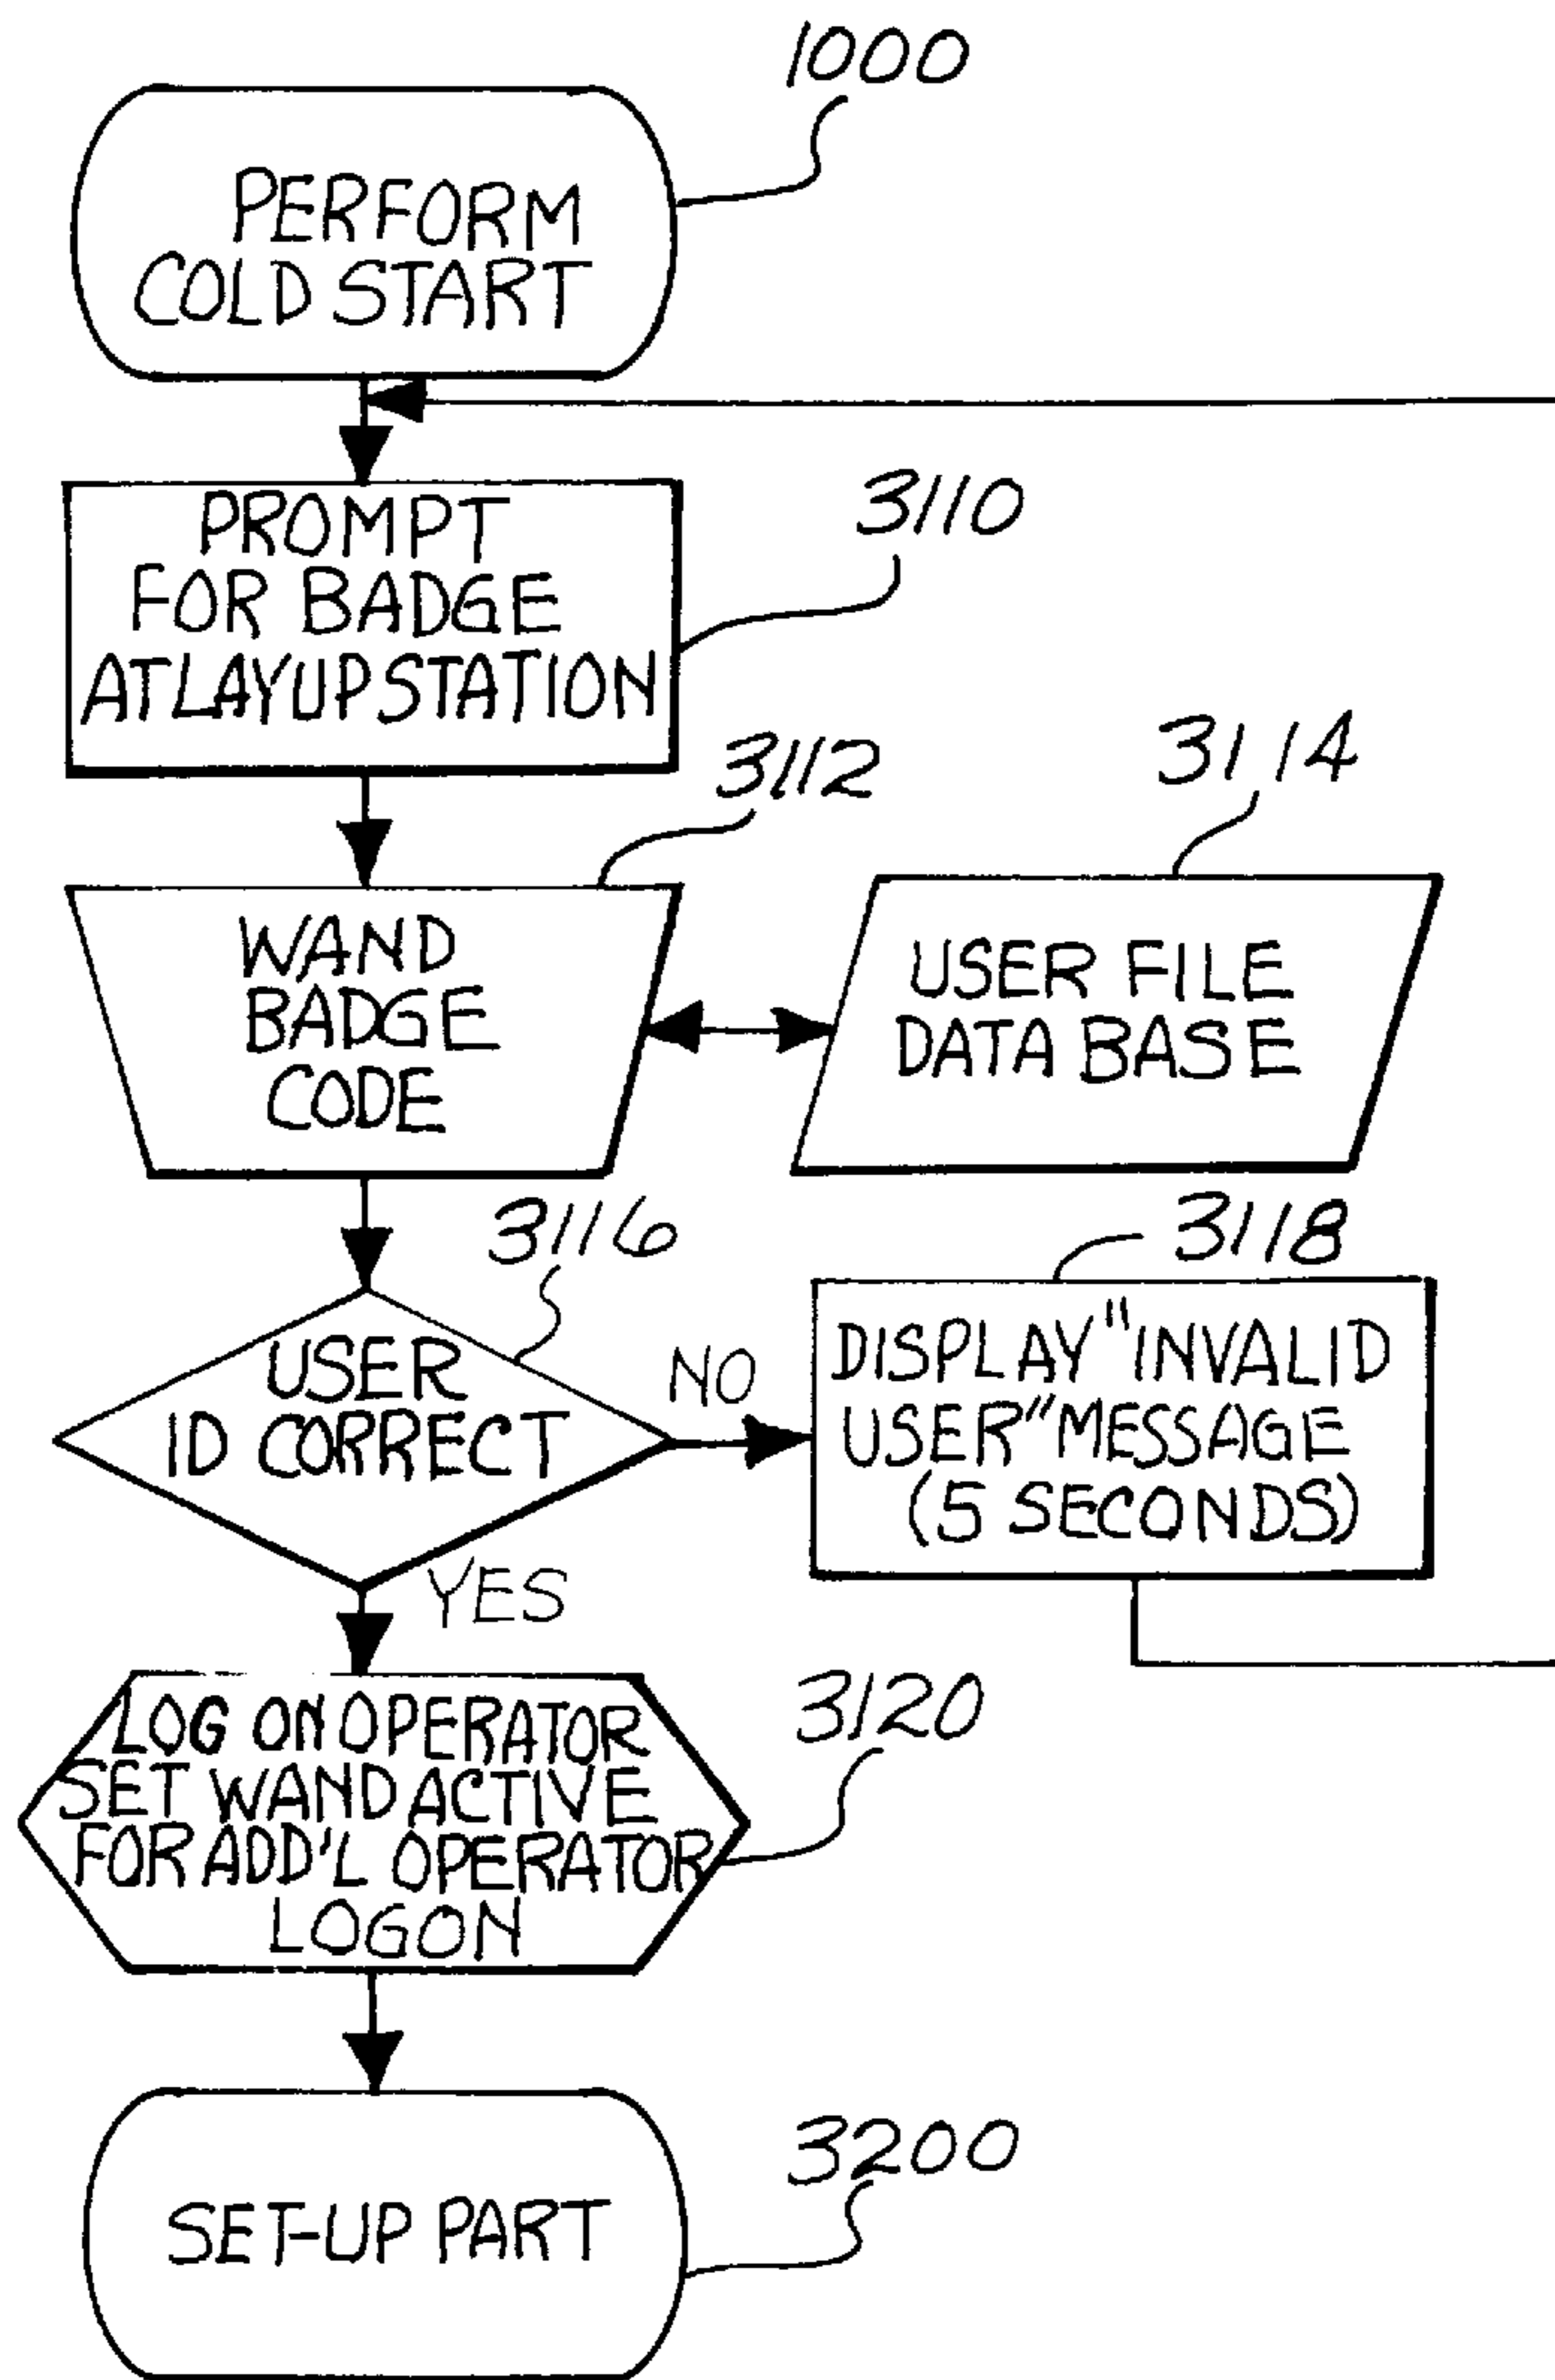 1000
PERFORM
COLD START
PROMPT
FOR BADGE
AT LAYUP STATION
3110
3112
WAND
BADGE
CODE
3114
USER FILE
DATA BASE
3116
USER
ID CORRECT
NO
YES
3118
DISPLAY "INVALID
USER" MESSAGE
(5 SECONDS)
LOG ON OPERATOR
SET WAND ACTIVE
FOR ADD'L OPERATOR
LOGON
3120
3200
SET-UP PART